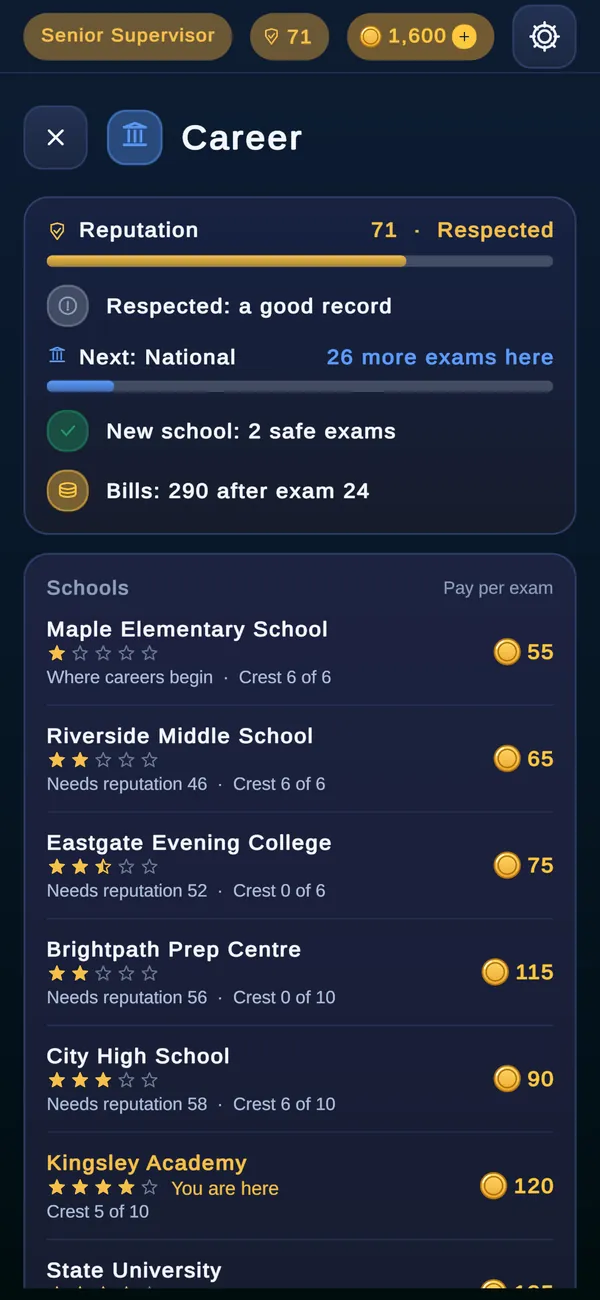 Senior Supervisor 71 1,600 +
Career
Reputation 71 · Respected
Respected: a good record
Next: National 26 more exams here
New school: 2 safe exams
Bills: 290 after exam 24
Schools Pay per exam
Maple Elementary School
55
Where careers begin · Crest 6 of 6
Riverside Middle School
65
Needs reputation 46 · Crest 6 of 6
Eastgate Evening College
75
Needs reputation 52 · Crest 0 of 6
Brightpath Prep Centre
115
Needs reputation 56 · Crest 0 of 10
City High School
90
Needs reputation 58 · Crest 6 of 10
Kingsley Academy
You are here 120
Crest 5 of 10
State University